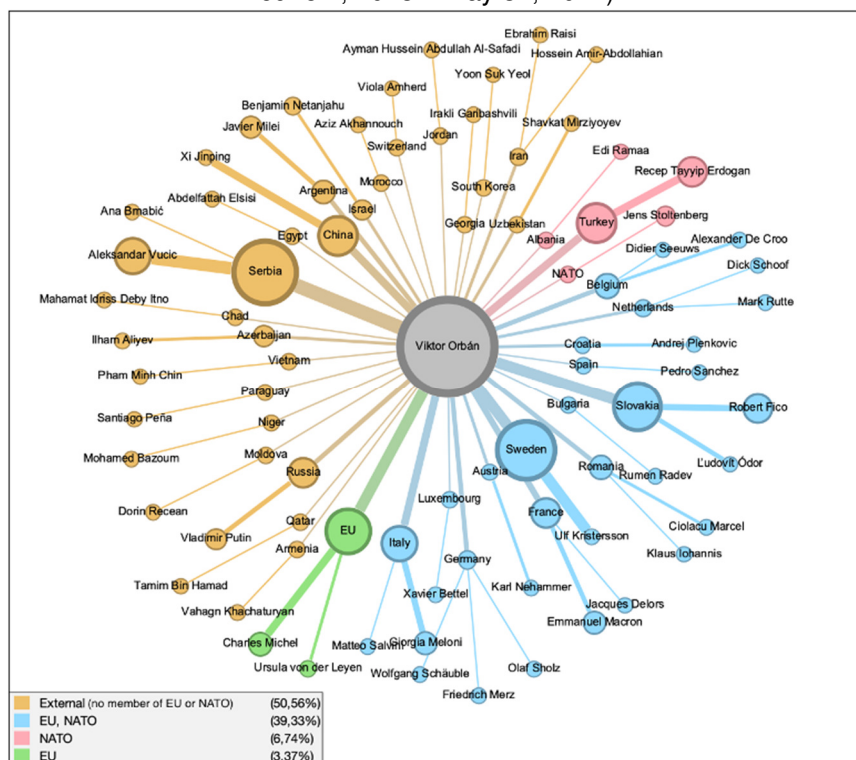 Ebrahim Raisi
Ayman Hussein Abdullah Al-Safadi
Hossein Amir-Abdollahian
Yoon Suk Yeol
Viola Amherd
Benjamin Netanjahu
Irakli Garibashvili
Javier Milei
Aziz Akhannouch
Shavkat Mirziyoyev
Jordan
Switzerland
Edi Ramaa
Xi Jinping
Iran
Recep Tayyip Erdogan
Morocco
South Korea
Abdelfattah Elsisi
Argentina
Israel
Ana Brnabić
Jens Stoltenberg
Turkey
Georgia
Uzbekistan
China
Egypt
Albania
Alexander De Croo
Didier Seeuws
Aleksandar Vucic
Serbia
Dick Schoof
NATO
Belgium
Mahamat Idriss Deby Itno
Mark Rutte
Netherlands
Chad
Azerbaijan
Ilham Aliyev
Viktor Orbán
Croatia
Andrej Plenkovic
Vietnam
Spain
Pedro Sanchez
Pham Minh Chin
Paraguay
Bulgaria
Slovakia
Robert Fico
Santiago Peña
Niger
Sweden
Mohamed Bazoum
Moldova
Ľudovít Ódor
Romania
Austria
Russia
Rumen Radev
Luxembourg
Dorin Recean
France
Qatar
Ciolacu Marcel
EU
Vladimir Putin
Italy
Ulf Kristersson
Armenia
Klaus Iohannis
Germany
Tamim Bin Hamad
Karl Nehammer
Xavier Bettel
Jacques Delors
Vahagn Khachaturyan
Emmanuel Macron
Charles Michel
Matteo Salvini
Giorgia Meloni
Ursula von der Leyen
Wolfgang Schäuble
Olaf Sholz
Friedrich Merz
External (no member of EU or NATO) (50,56%)
EU, NATO (39,33%)
NATO (6,74%)
EU (3,37%)